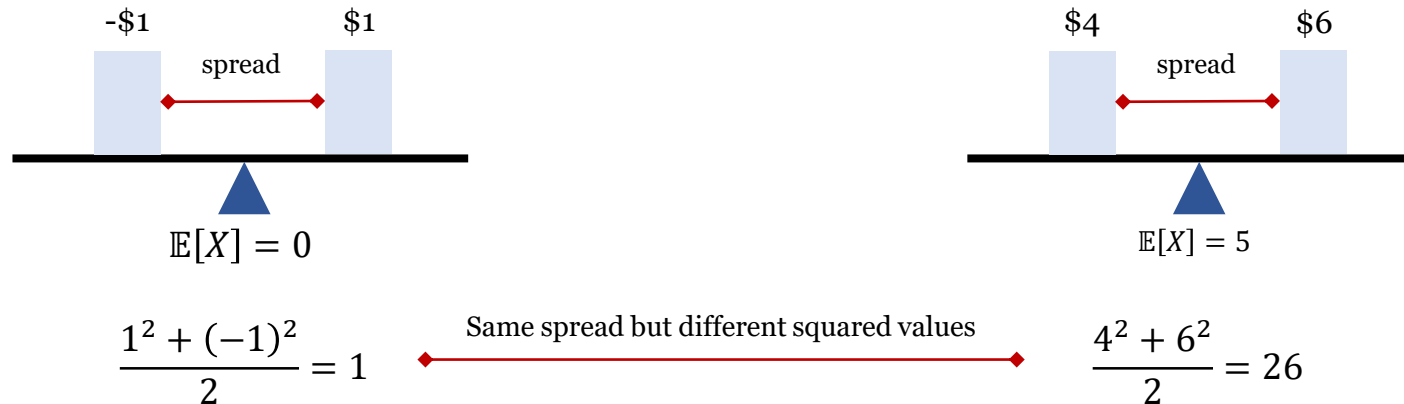 -$1 $1 $4 $6
spread spread
𝔼[X] = 0 𝔼[X] = 5
Same spread but different squared values
(1² + (−1)²)/2 = 1 (4² + 6²)/2 = 26